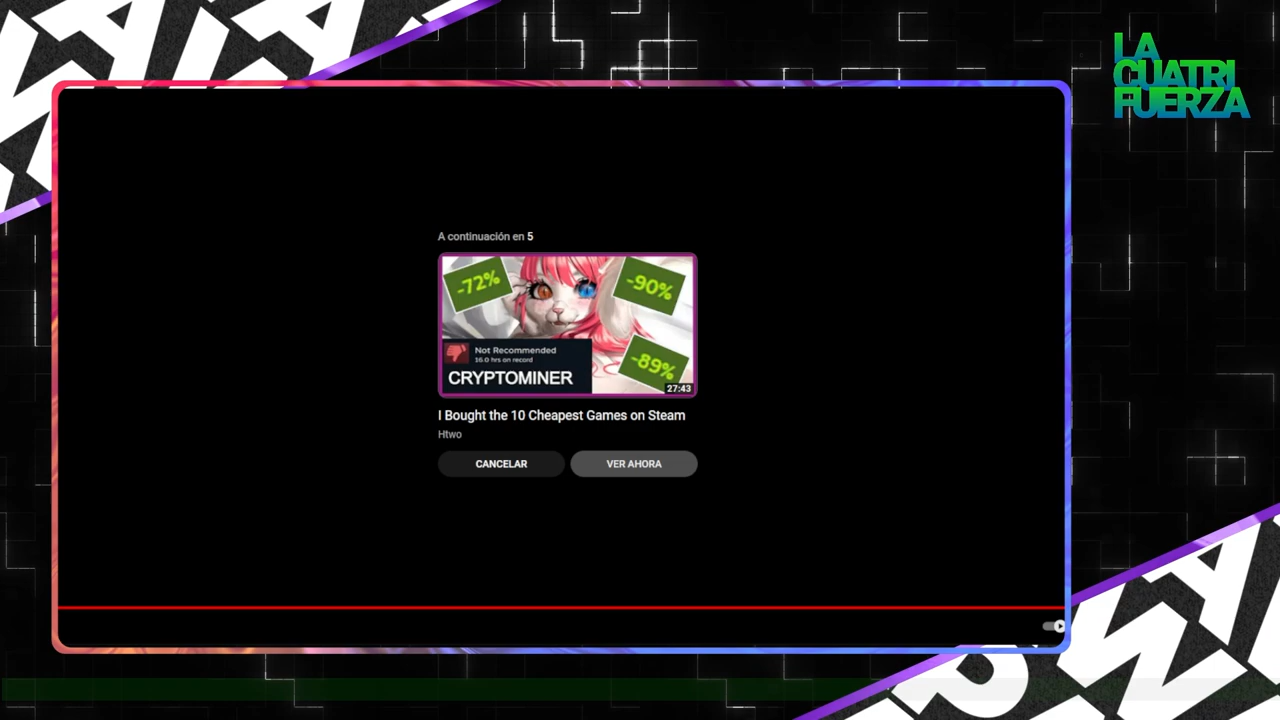 LA
CUATRI
FUERZA
A continuación en 5
-72%
-90%
Not Recommended
16.0 hrs on record
-89%
CRYPTOMINER
27:43
I Bought the 10 Cheapest Games on Steam
Htwo
CANCELAR
VER AHORA